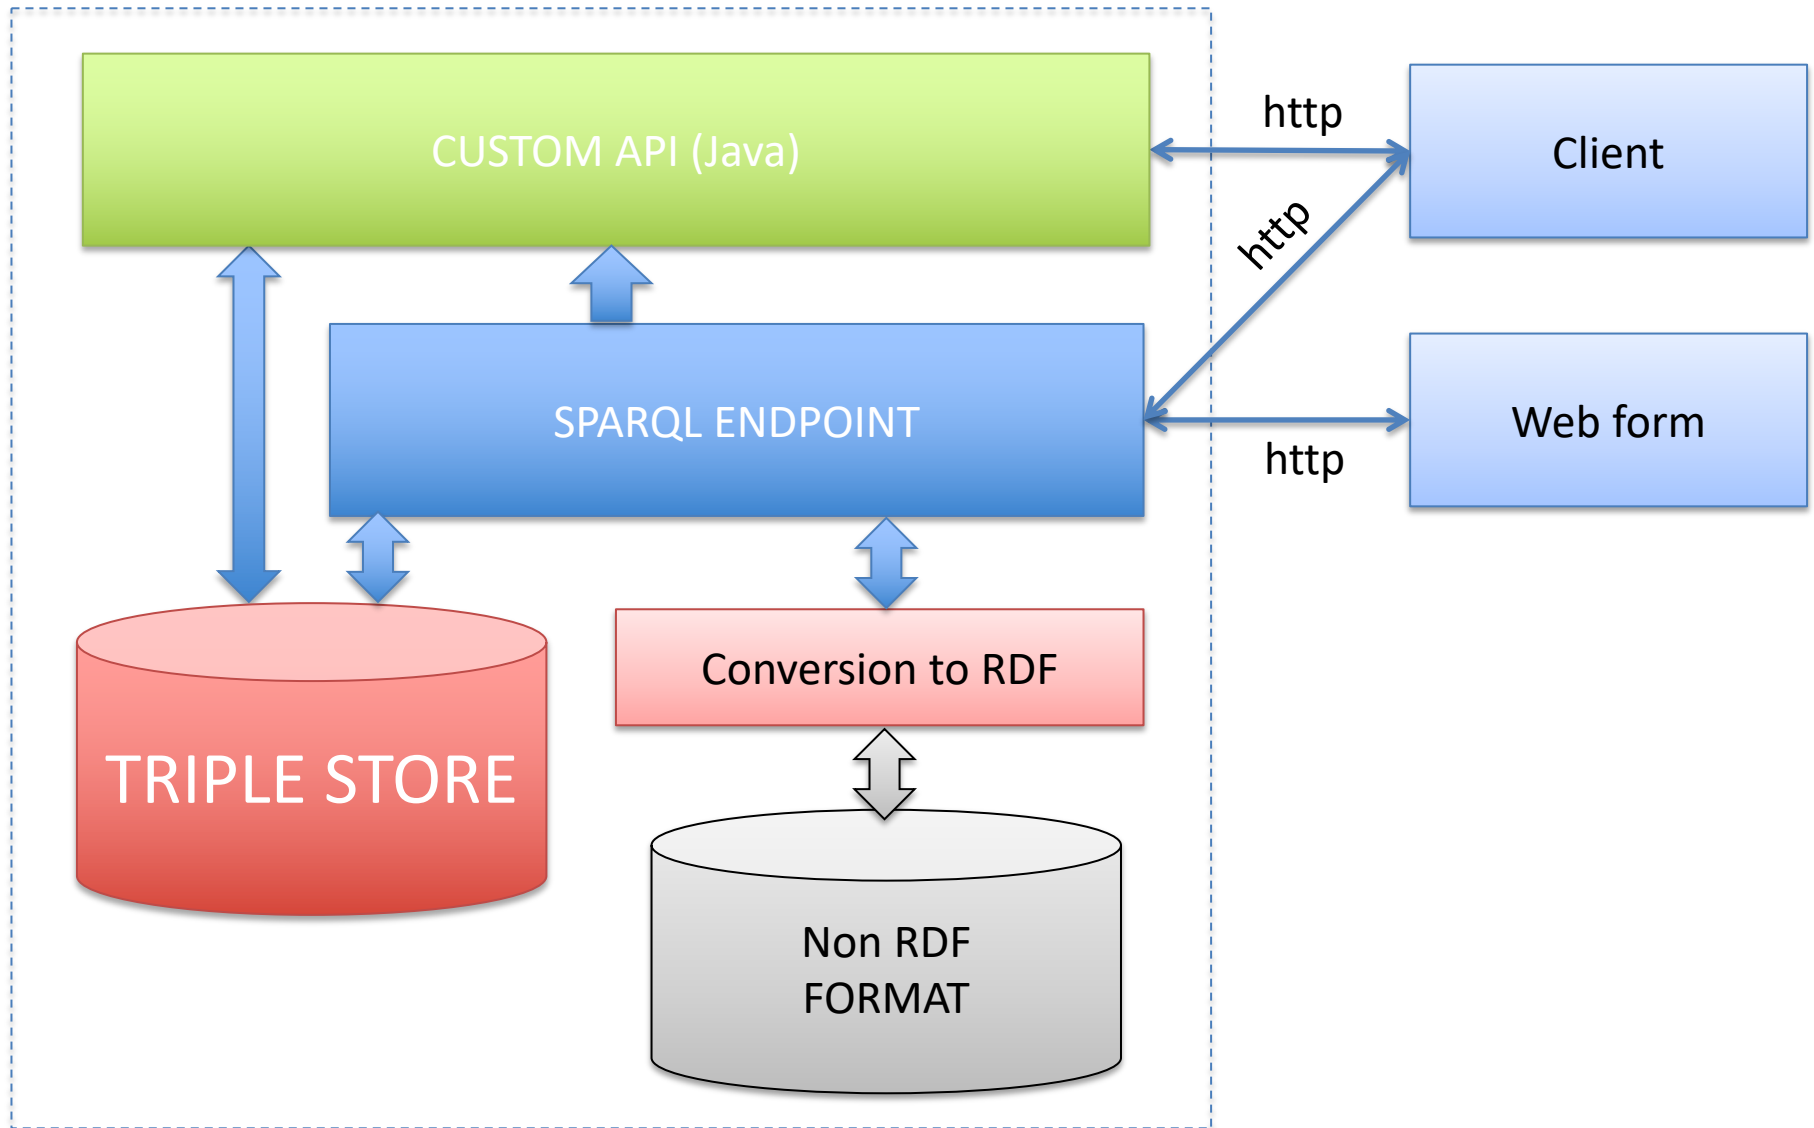 CUSTOM API (Java)
http
Client
http
SPARQL ENDPOINT
http
Web form
Conversion to RDF
TRIPLE STORE
Non RDF
FORMAT